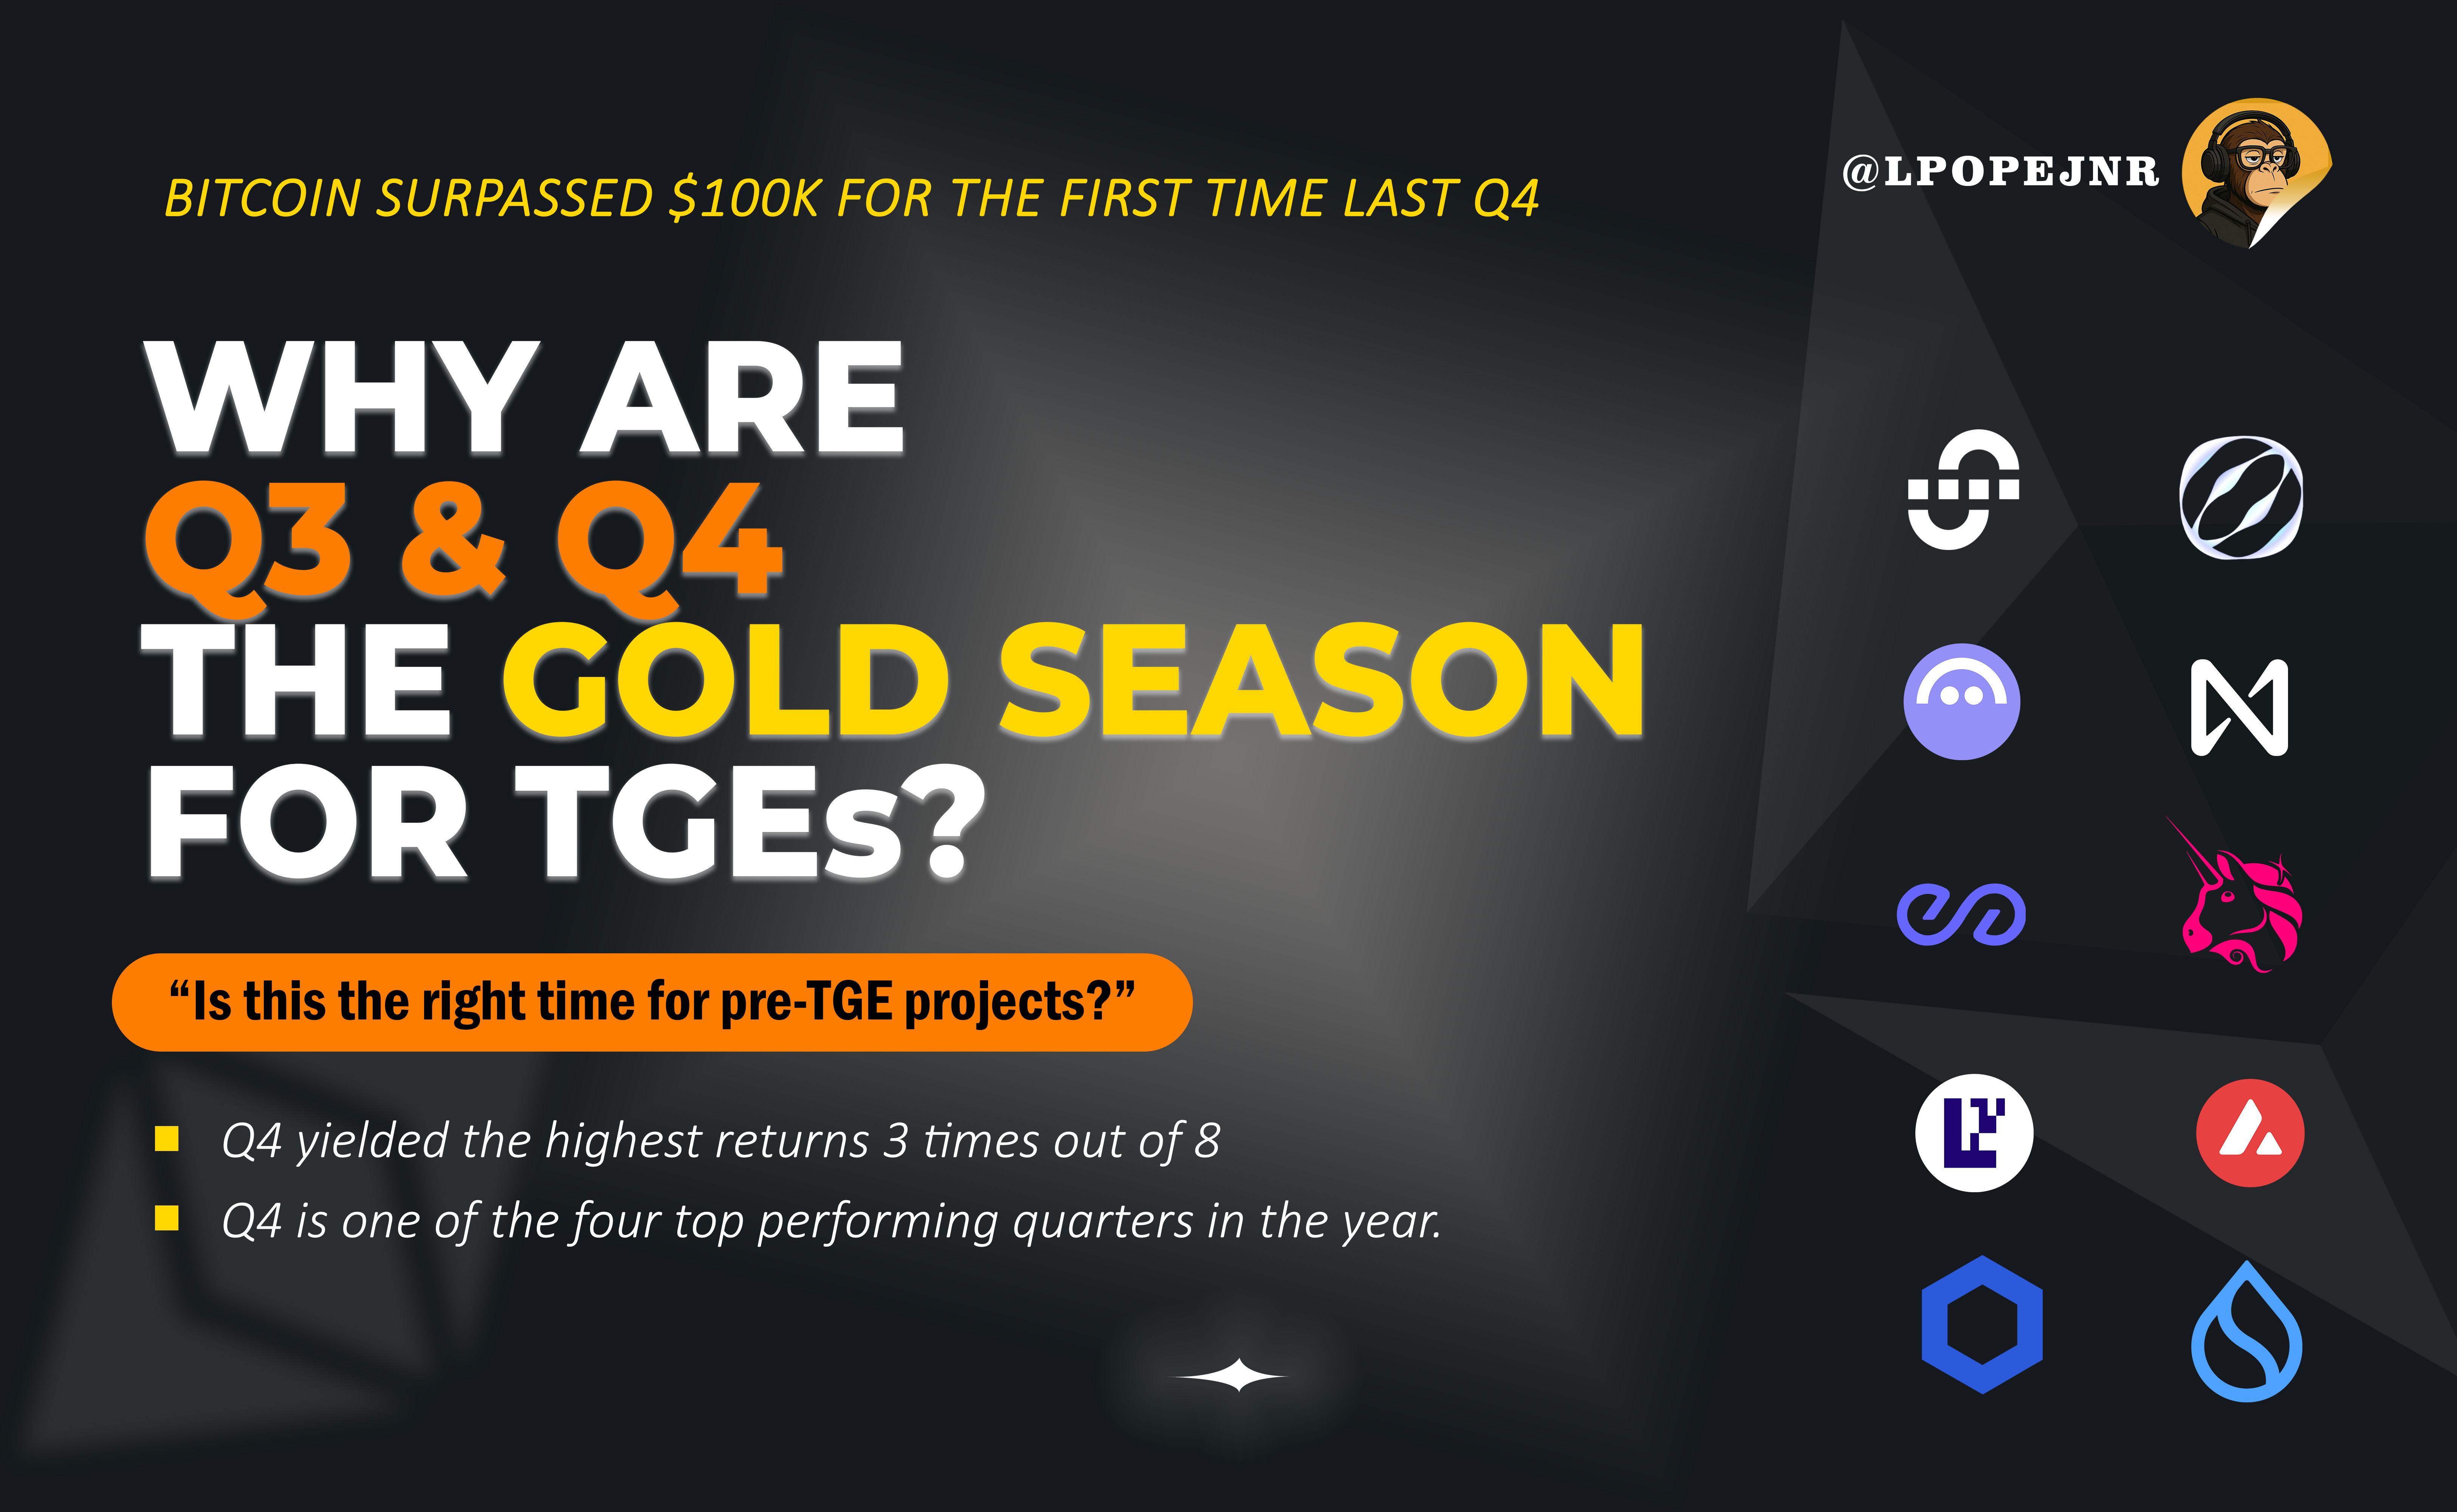 BITCOIN SURPASSED $100K FOR THE FIRST TIME LAST Q4
@LPOPEJNR
WHY ARE
Q3 & Q4
THE GOLD SEASON
FOR TGEs?
“Is this the right time for pre-TGE projects?”
Q4 yielded the highest returns 3 times out of 8
Q4 is one of the four top performing quarters in the year.